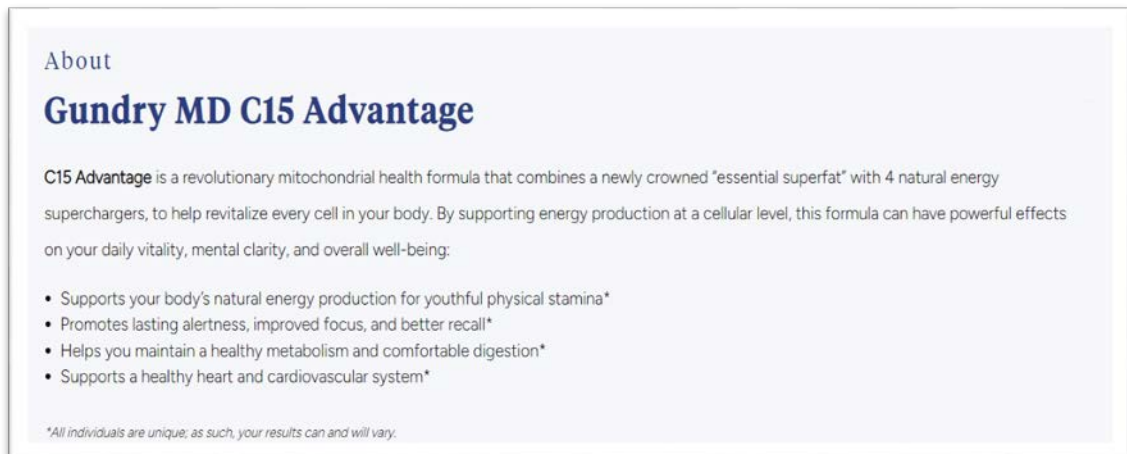 About
Gundry MD C15 Advantage
C15 Advantage is a revolutionary mitochondrial health formula that combines a newly crowned "essential superfat" with 4 natural energy
superchargers, to help revitalize every cell in your body. By supporting energy production at a cellular level, this formula can have powerful effects
on your daily vitality, mental clarity, and overall well-being:
• Supports your body's natural energy production for youthful physical stamina*
• Promotes lasting alertness, improved focus, and better recall*
• Helps you maintain a healthy metabolism and comfortable digestion*
• Supports a healthy heart and cardiovascular system*
*All individuals are unique; as such, your results can and will vary.